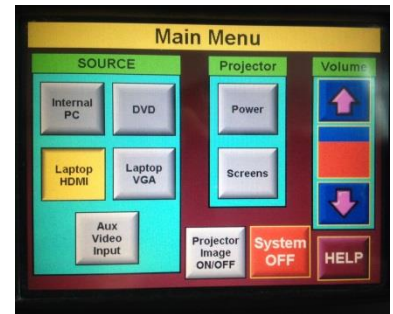 Main Menu
SOURCE
Internal
PC
DVD
Laptop
HDMI
Laptop
VGA
Aux
Video
Input
Projector
Power
Screens
Volume
Projector
Image
ON/OFF
System
OFF
HELP